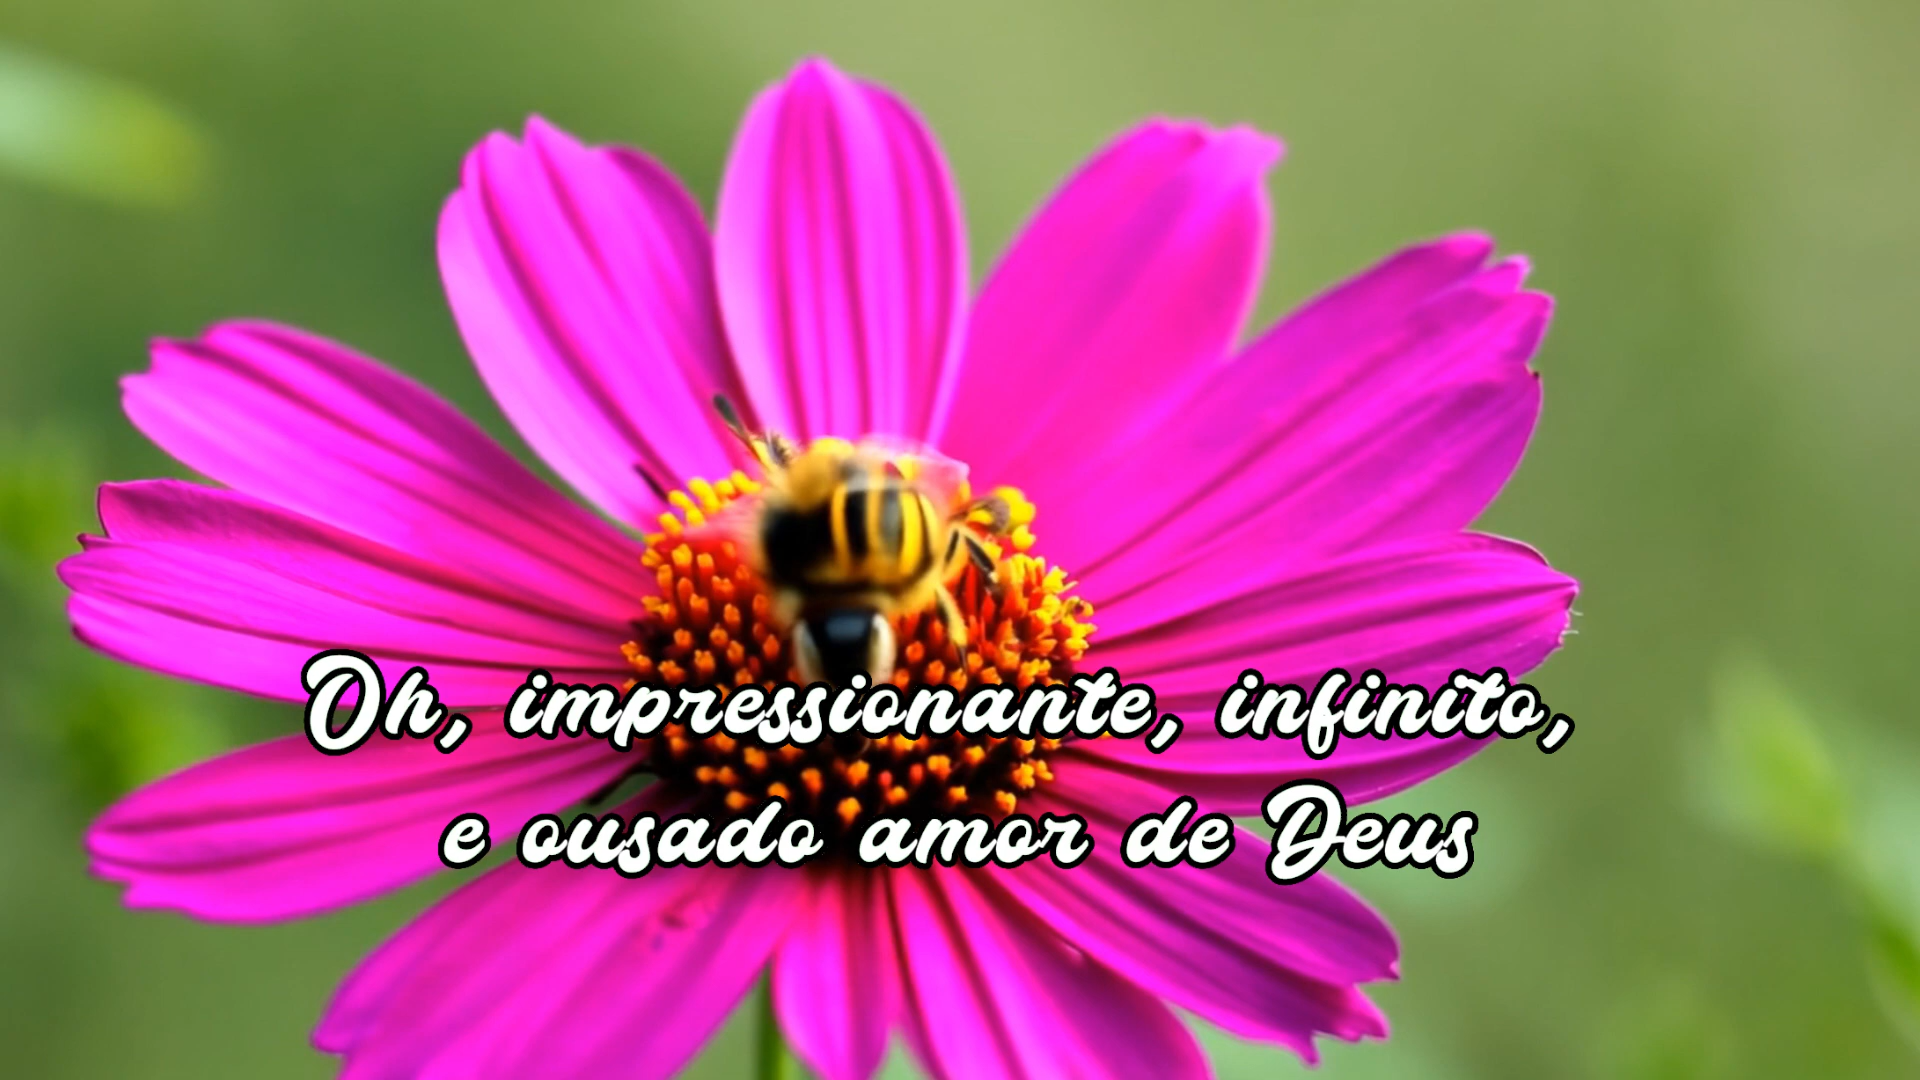 Oh, impressionante, infinito,
e ousado amor de Deus